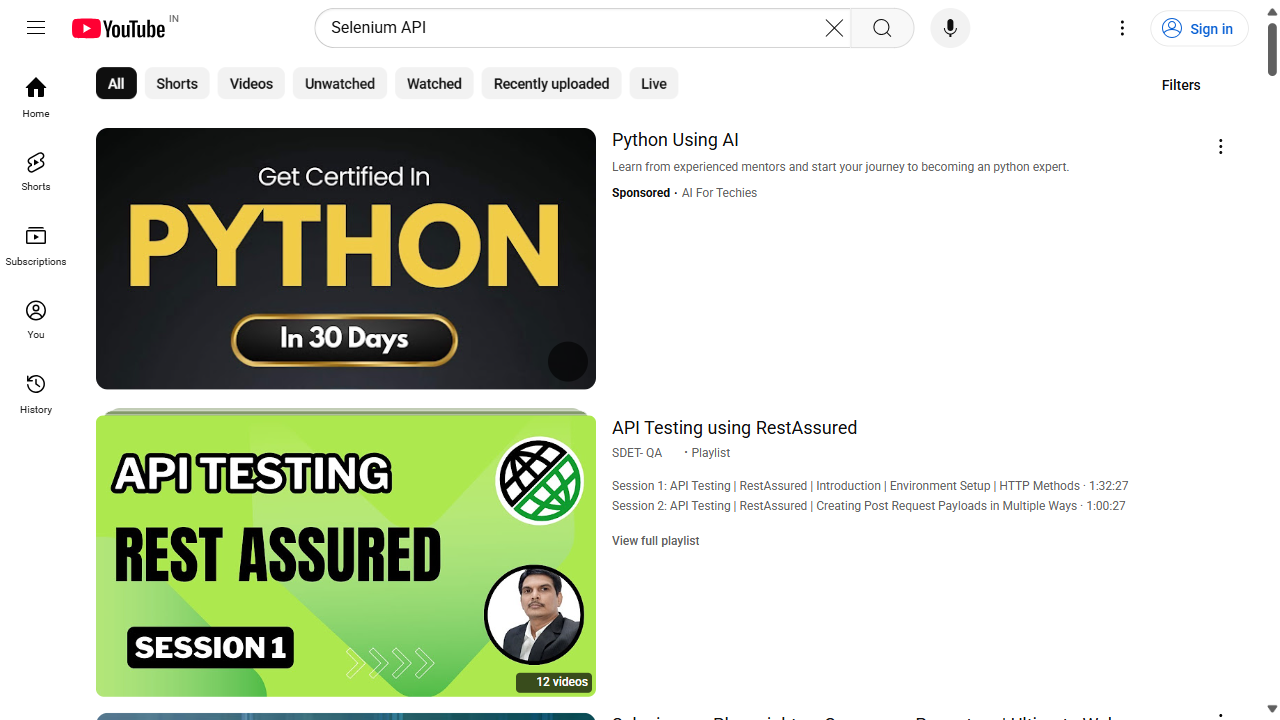 YouTube IN
Selenium API
Sign in
All
Shorts
Videos
Unwatched
Watched
Recently uploaded
Live
Filters
Home
Shorts
Subscriptions
You
History
Get Certified In
PYTHON
In 30 Days
Python Using AI
Learn from experienced mentors and start your journey to becoming an python expert.
Sponsored · AI For Techies
API TESTING
REST ASSURED
SESSION 1
12 videos
API Testing using RestAssured
SDET- QA · Playlist
Session 1: API Testing | RestAssured | Introduction | Environment Setup | HTTP Methods · 1:32:27
Session 2: API Testing | RestAssured | Creating Post Request Payloads in Multiple Ways · 1:00:27
View full playlist